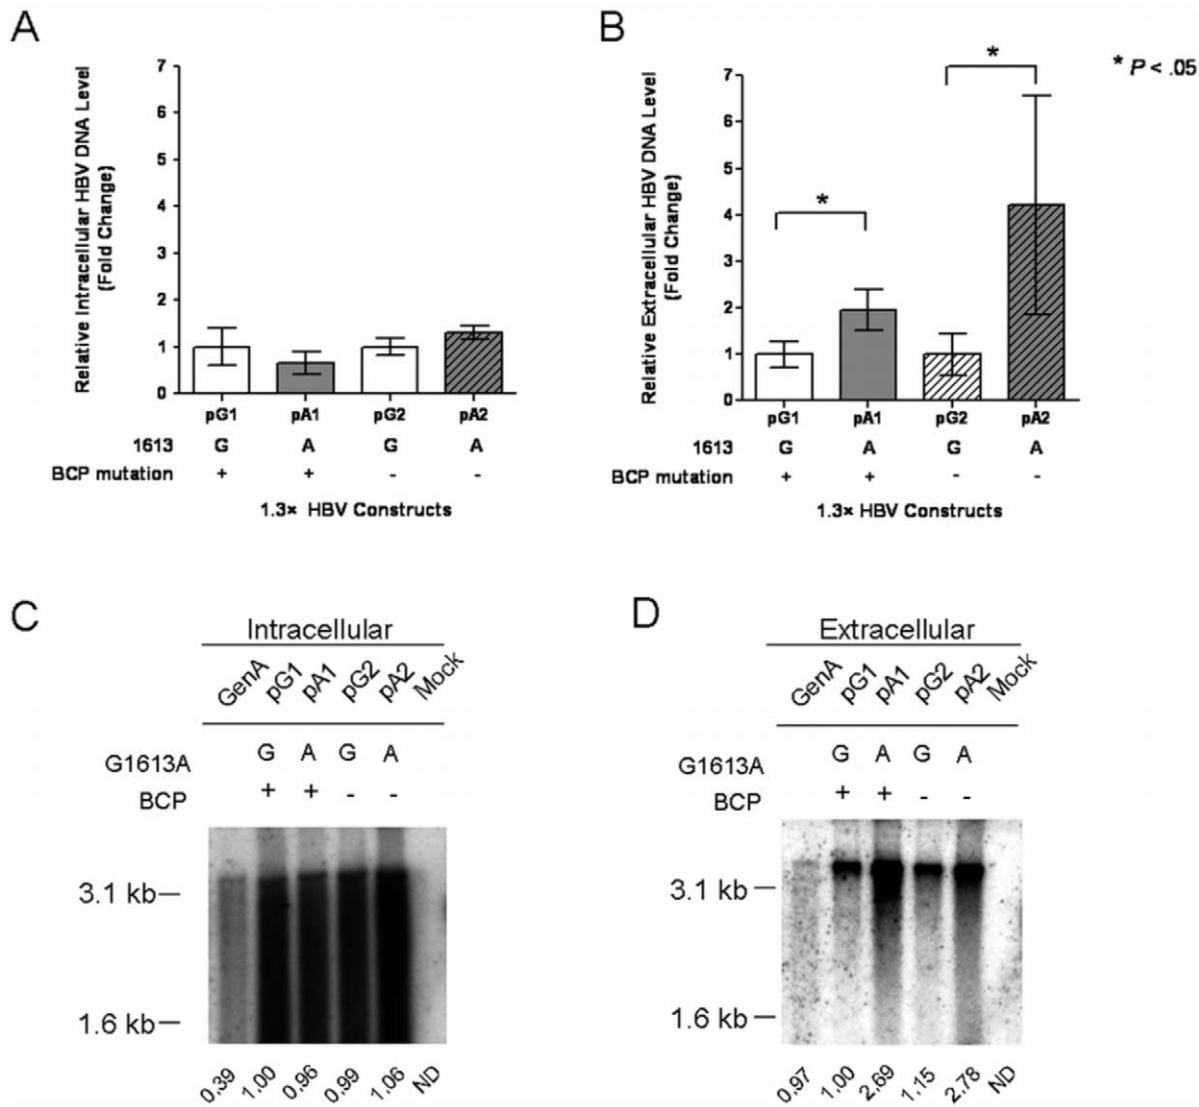 A
Relative Intracellular HBV DNA Level
(Fold Change)
7
6
5
4
3
2
1
0
pG1 pA1 pG2 pA2
1613 G A G A
BCP mutation + + - -
1.3× HBV Constructs
B
* P < .05
Relative Extracellular HBV DNA Level
(Fold Change)
7
6
5
4
3
2
1
0
*
*
pG1 pA1 pG2 pA2
1613 G A G A
BCP mutation + + - -
1.3× HBV Constructs
C
Intracellular
GenA pG1 pA1 pG2 pA2 Mock
G1613A G A G A
BCP + + - -
3.1 kb
1.6 kb
0.39 1.00 0.96 0.99 1.06 ND
D
Extracellular
GenA pG1 pA1 pG2 pA2 Mock
G1613A G A G A
BCP + + - -
3.1 kb
1.6 kb
0.97 1.00 2.69 1.15 2.78 ND